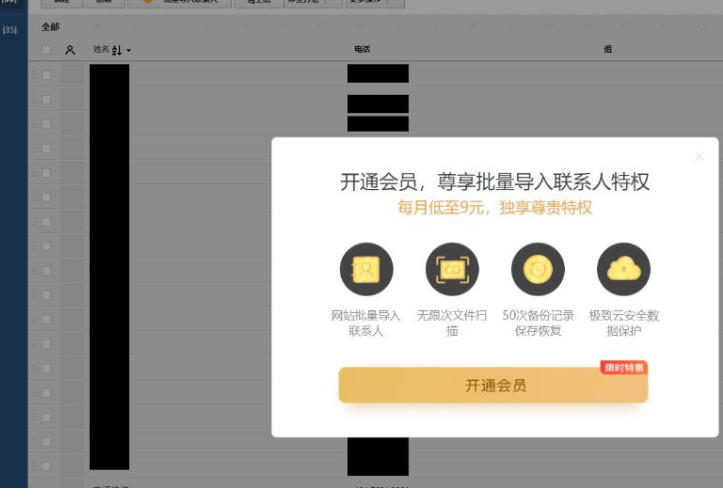 [35]
全部
姓名
电话
组
开通会员，尊享批量导入联系人特权
每月低至9元，独享尊贵特权
网站批量导入
联系人
无限次文件扫
描
50次备份记录
保存恢复
极致云安全数
据保护
限时特惠
开通会员